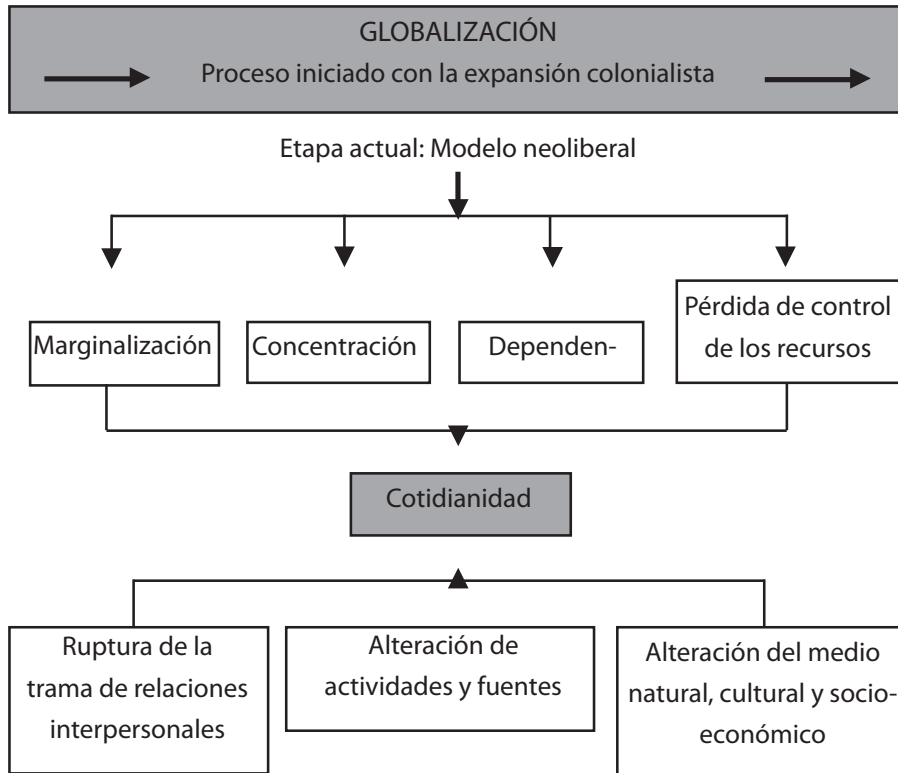 GLOBALIZACIÓN
Proceso iniciado con la expansión colonialista
Etapa actual: Modelo neoliberal
Marginalización
Concentración
Dependen-
Pérdida de control
de los recursos
Cotidianidad
Ruptura de la
trama de relaciones
interpersonales
Alteración de
actividades y fuentes
Alteración del medio
natural, cultural y socio-
económico